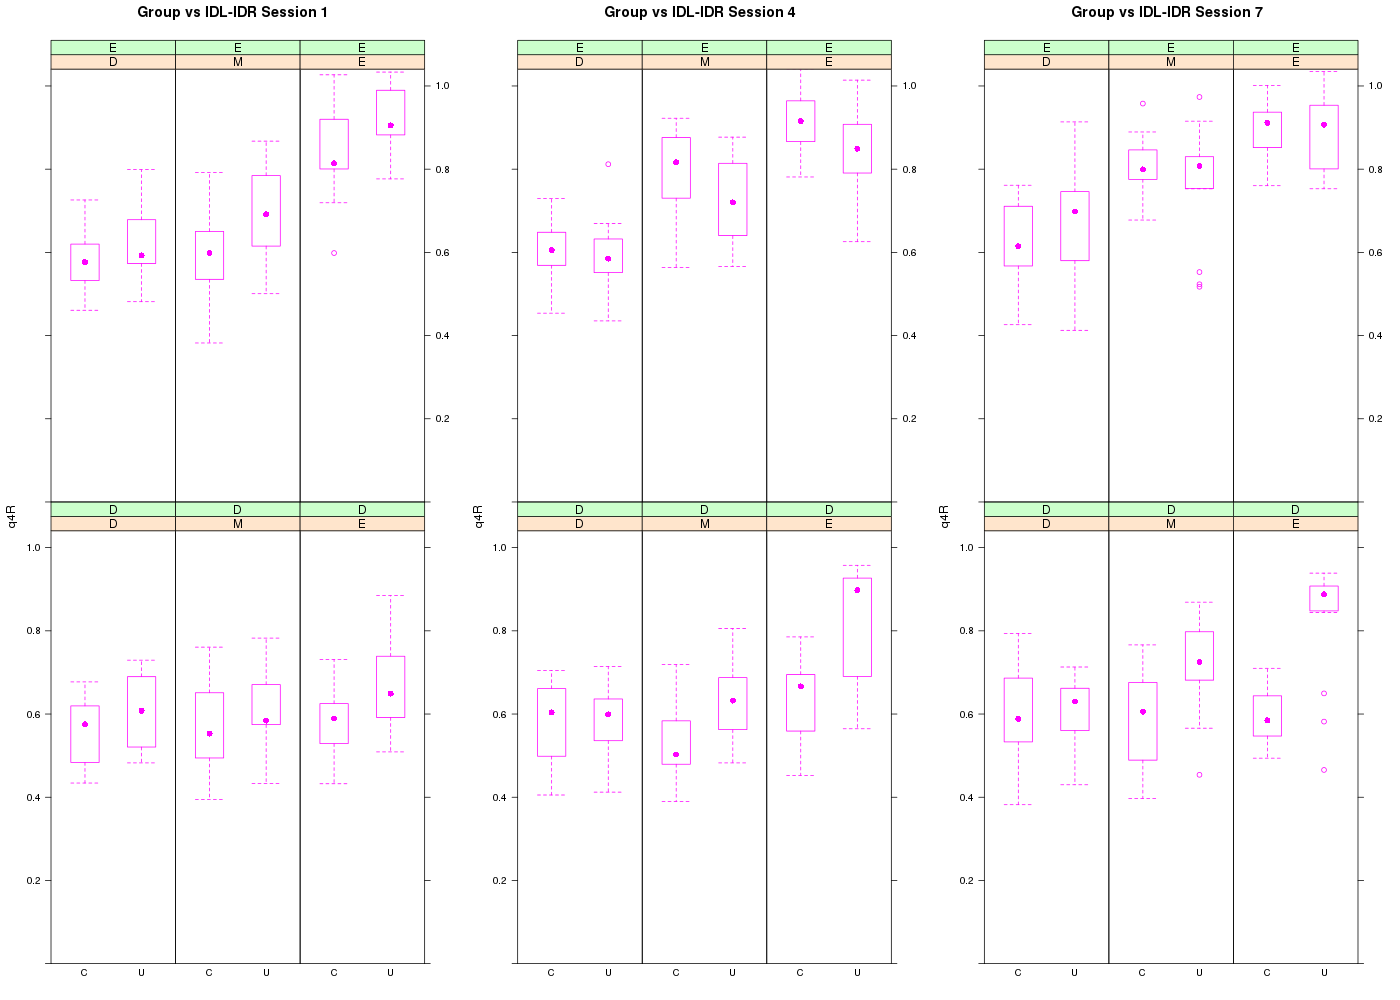 Group vs IDL-IDR Session 1 Group vs IDL-IDR Session 4 Group vs IDL-IDR Session 7
E E E E E E E E E
D M E D M E D M E
1.0 1.0 1.0
0.8 0.8 0.8
0.6 0.6 0.6
0.4 0.4 0.4
0.2 0.2 0.2
q4R q4R q4R
D D D D D D D D D
D M E D M E D M E
1.0 1.0 1.0
0.8 0.8 0.8
0.6 0.6 0.6
0.4 0.4 0.4
0.2 0.2 0.2
C U C U C U C U C U C U C U C U C U